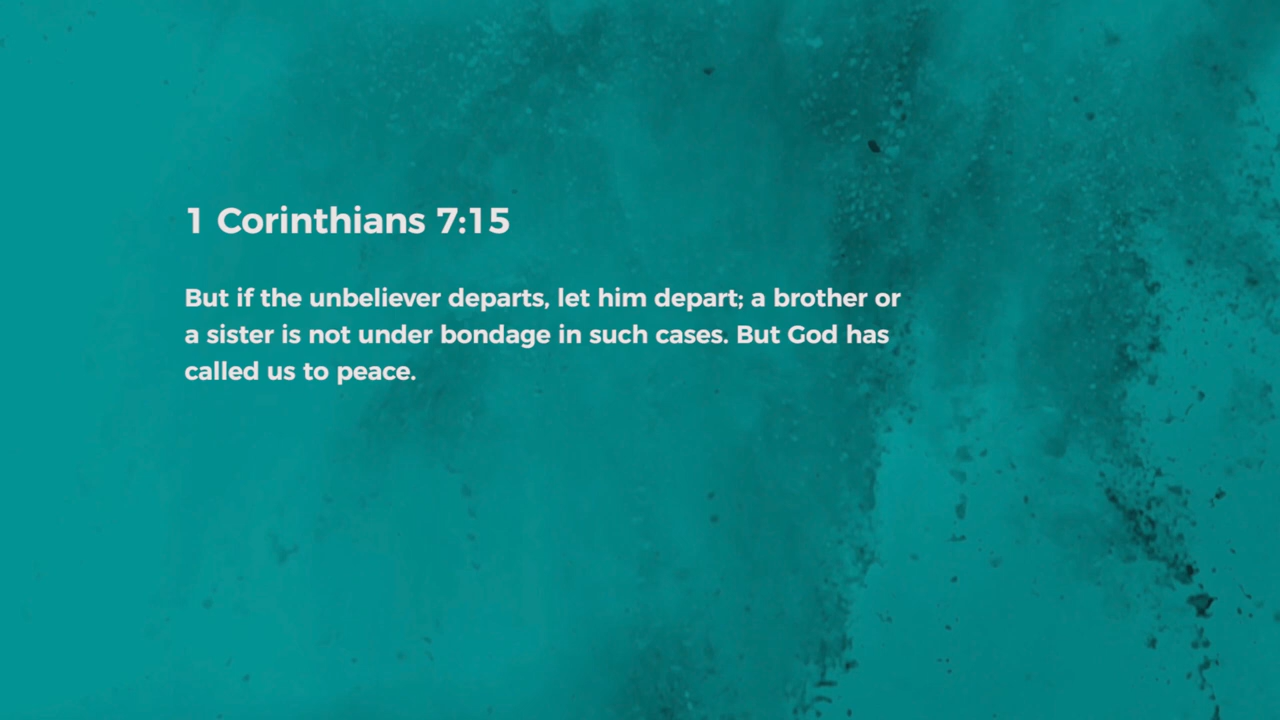 1 Corinthians 7:15
But if the unbeliever departs, let him depart; a brother or
a sister is not under bondage in such cases. But God has
called us to peace.